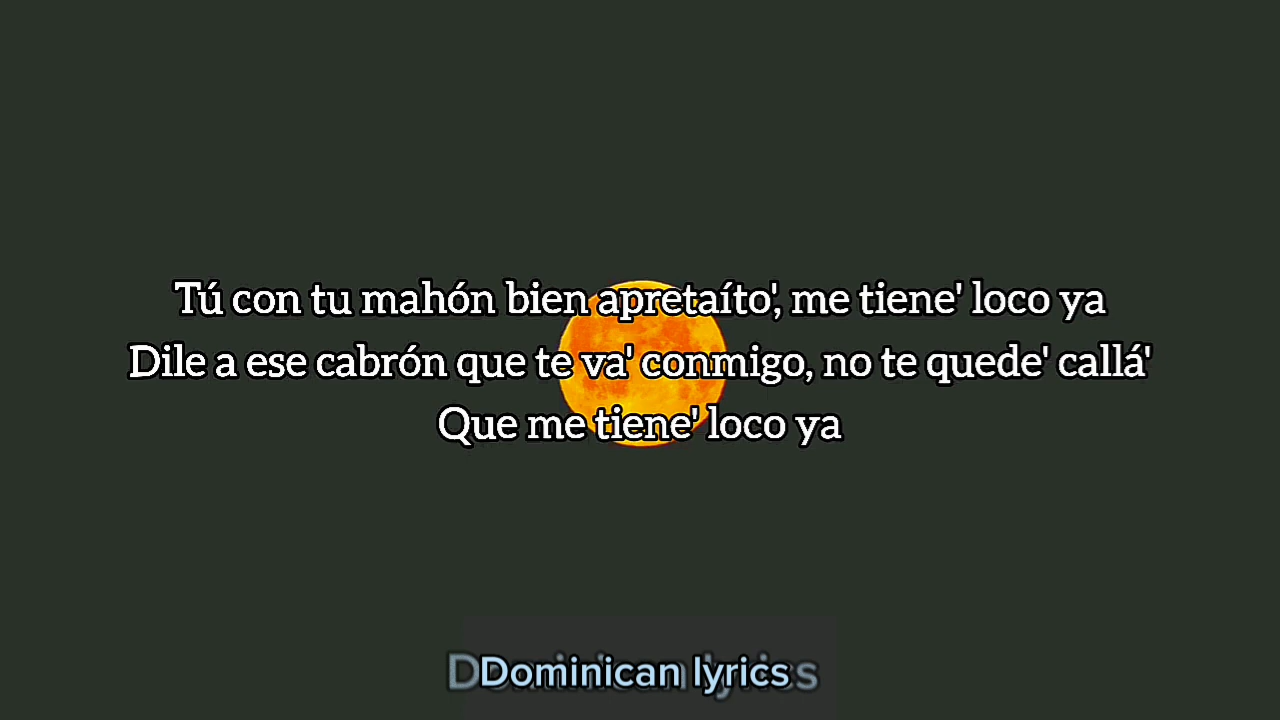 Tú con tu mahón bien apretaíto', me tiene' loco ya
Dile a ese cabrón que te va' conmigo, no te quede' callá'
Que me tiene' loco ya
Dominican lyrics